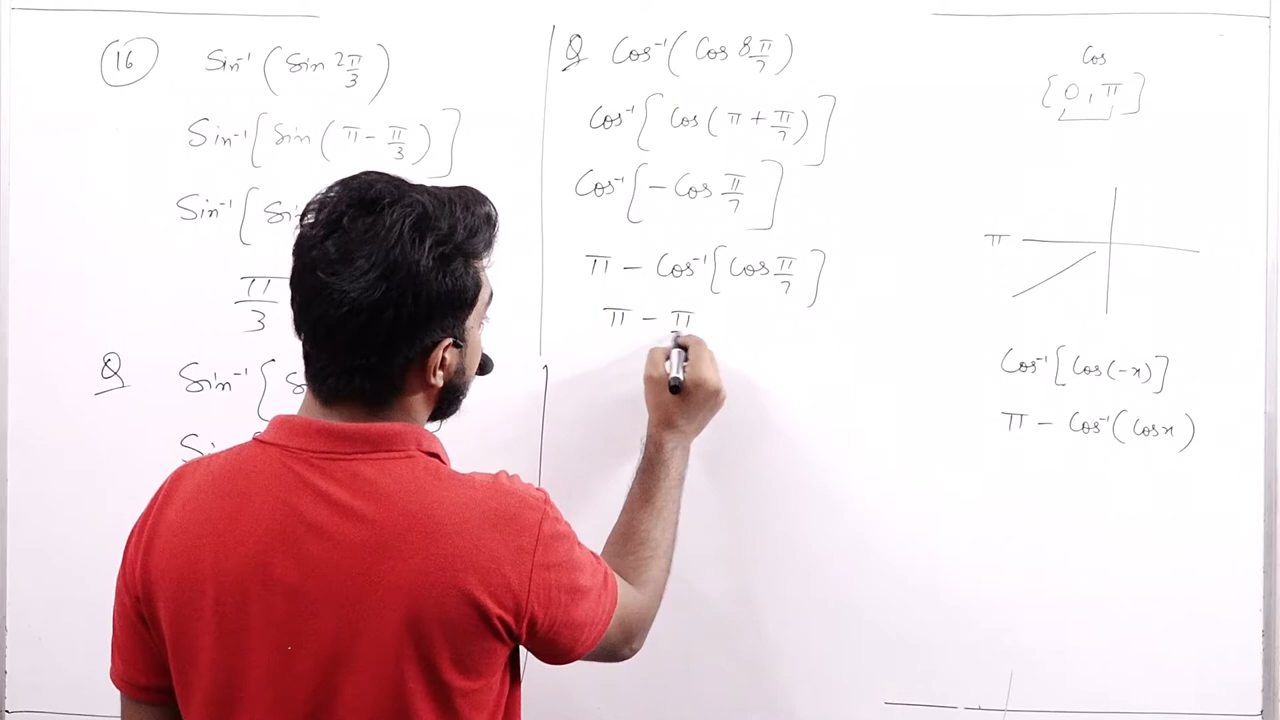 16 Sin⁻¹(Sin 2π/3)
Sin⁻¹[Sin(π - π/3)]
Sin⁻¹[
π/3
Q Sin⁻¹{
Q Cos⁻¹(Cos 8π/7)
Cos⁻¹[Cos(π + π/7)]
Cos⁻¹[-Cos π/7]
π - Cos⁻¹[Cos π/7]
π - π
Cos
[0, π]
π
Cos⁻¹[Cos(-x)]
π - Cos⁻¹(Cosx)